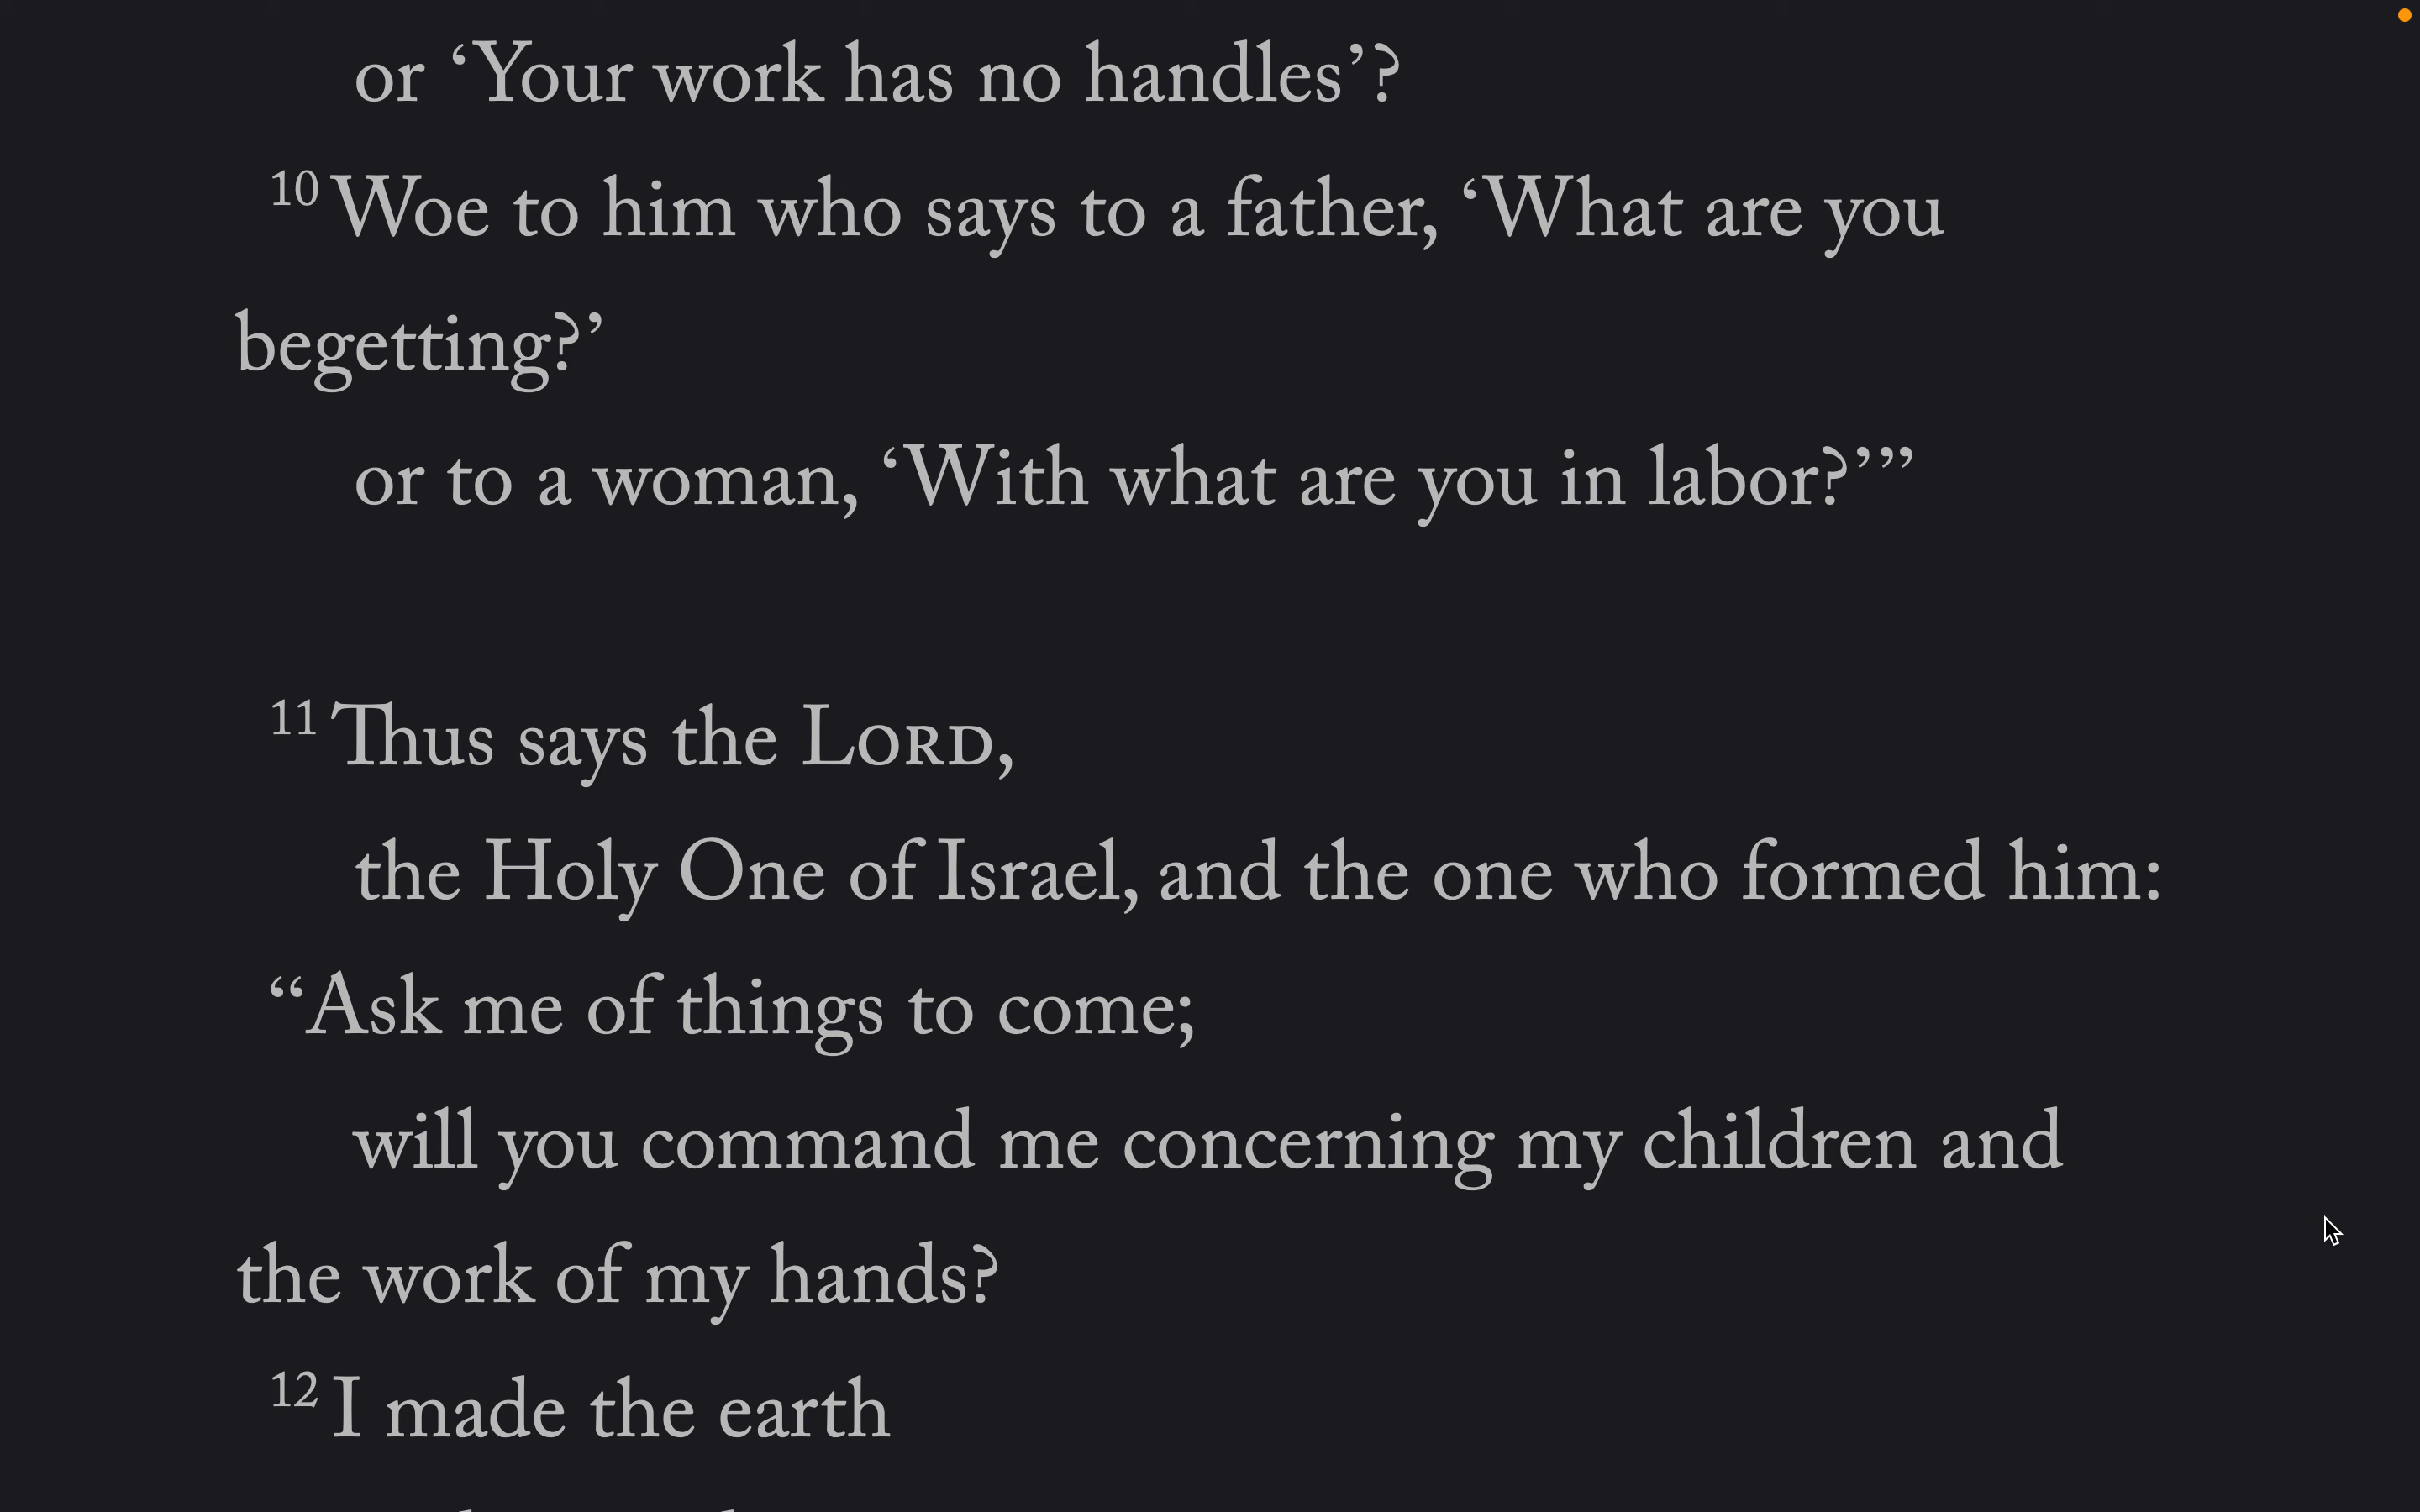 or ‘Your work has no handles’?
10 Woe to him who says to a father, ‘What are you
begetting?’
or to a woman, ‘With what are you in labor?’ ”
11 Thus says the LORD,
the Holy One of Israel, and the one who formed him:
“Ask me of things to come;
will you command me concerning my children and
the work of my hands?
12 I made the earth